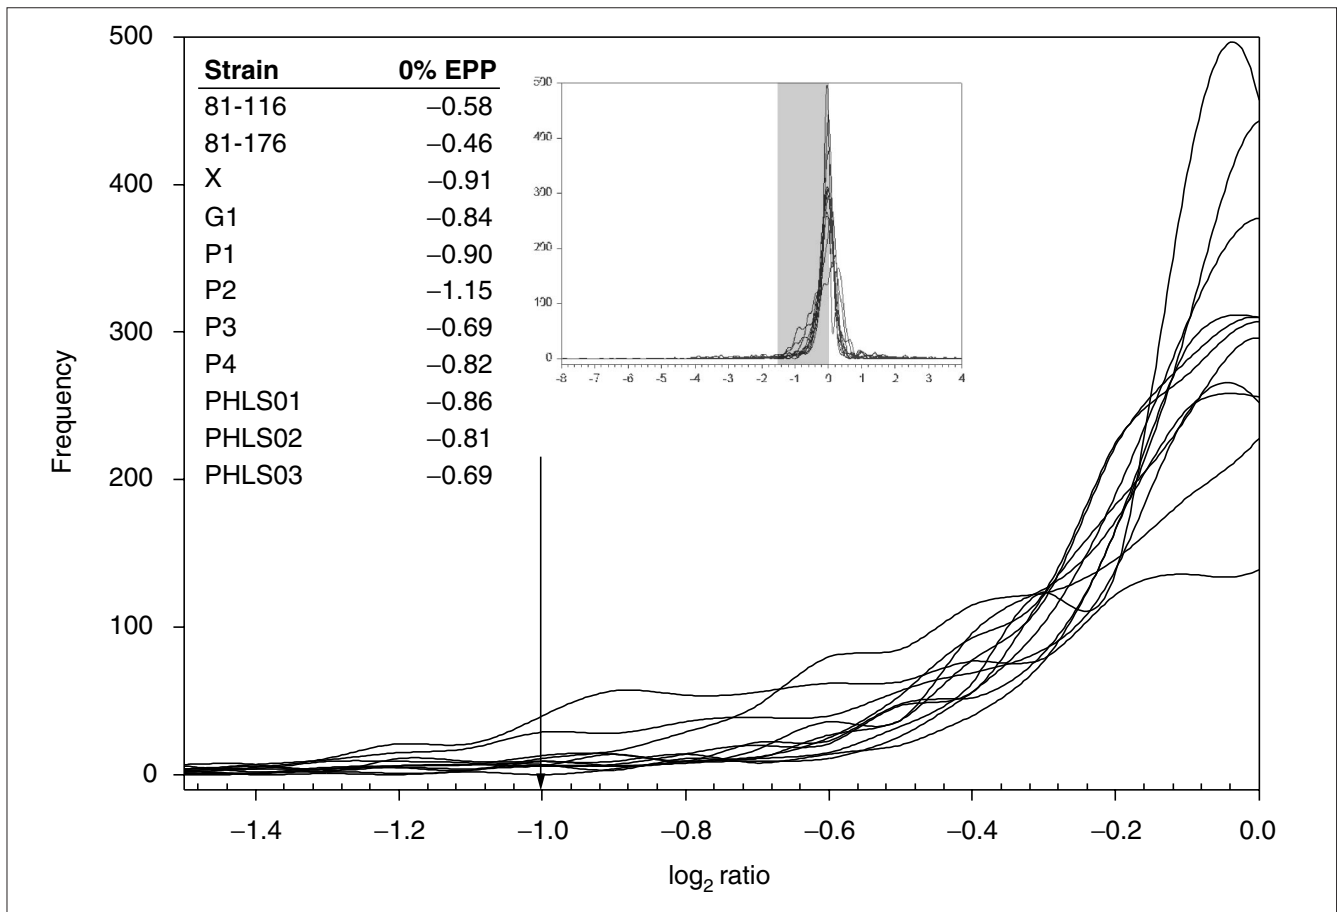 500
400
300
200
100
0
Frequency
Strain 0% EPP
81-116 −0.58
81-176 −0.46
X −0.91
G1 −0.84
P1 −0.90
P2 −1.15
P3 −0.69
P4 −0.82
PHLS01 −0.86
PHLS02 −0.81
PHLS03 −0.69
500
400
300
200
100
0
-8 -7 -6 -5 -4 -3 -2 -1 0 1 2 3 4
−1.4 −1.2 −1.0 −0.8 −0.6 −0.4 −0.2 0.0
log2 ratio